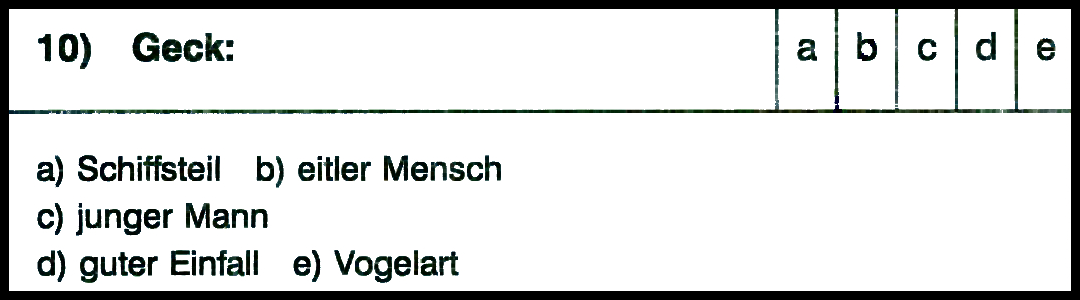 10) Geck: a b c d e
a) Schiffsteil b) eitler Mensch
c) junger Mann
d) guter Einfall e) Vogelart